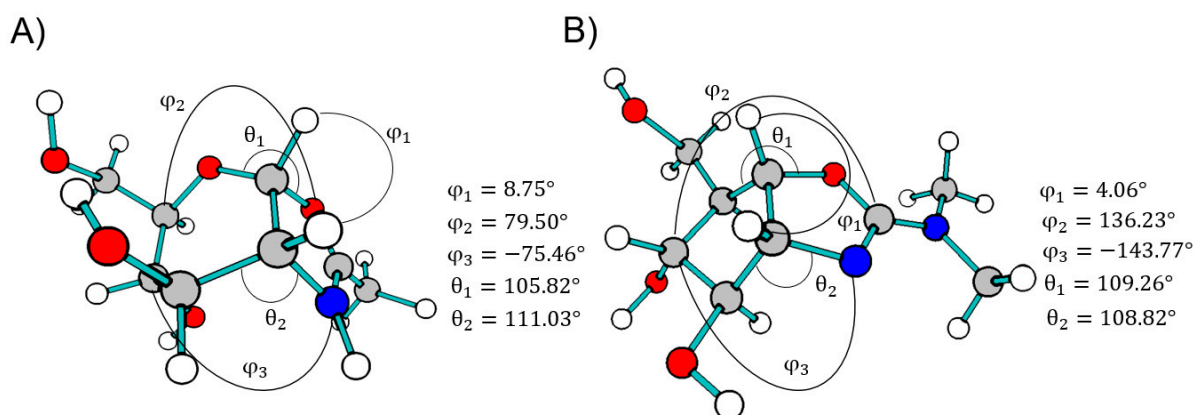 A)
B)
φ₂
θ₁
φ₁
θ₂
φ₃
φ₁ = 8.75°
φ₂ = 79.50°
φ₃ = −75.46°
θ₁ = 105.82°
θ₂ = 111.03°
φ₂
θ₁
φ₁
θ₂
φ₃
φ₁ = 4.06°
φ₂ = 136.23°
φ₃ = −143.77°
θ₁ = 109.26°
θ₂ = 108.82°